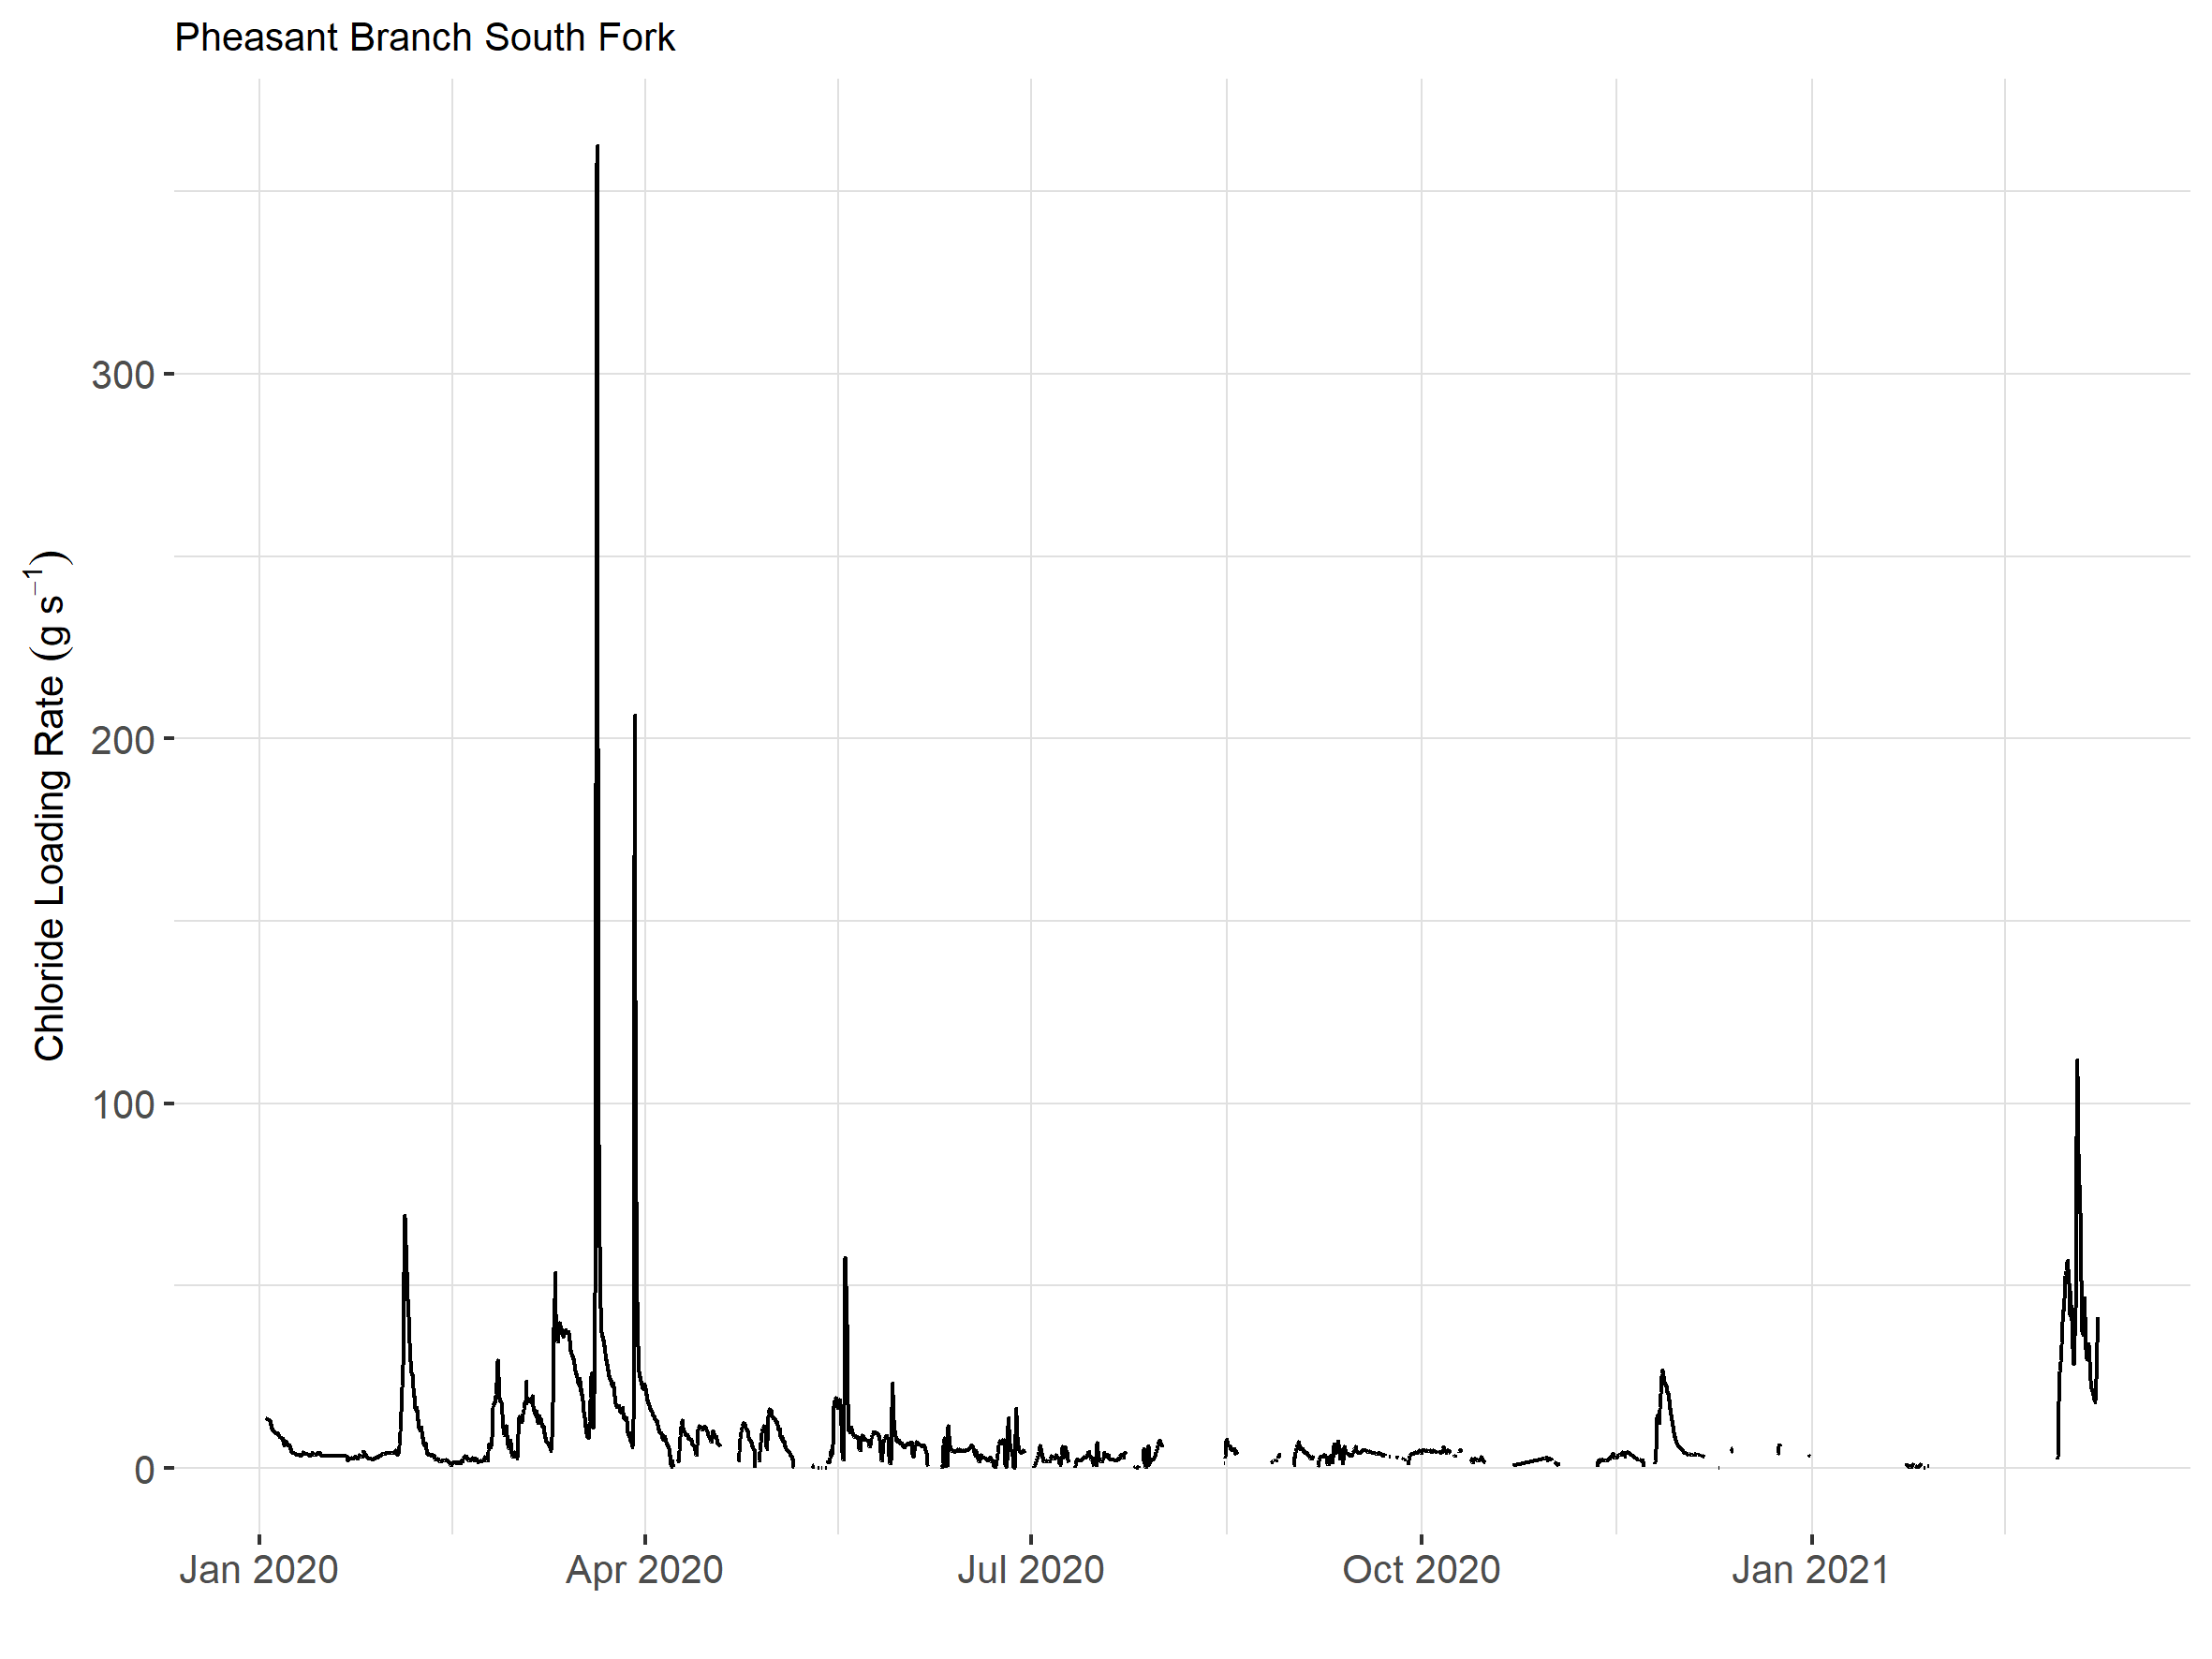 Pheasant Branch South Fork
Chloride Loading Rate (g s⁻¹)
300
200
100
0
Jan 2020
Apr 2020
Jul 2020
Oct 2020
Jan 2021